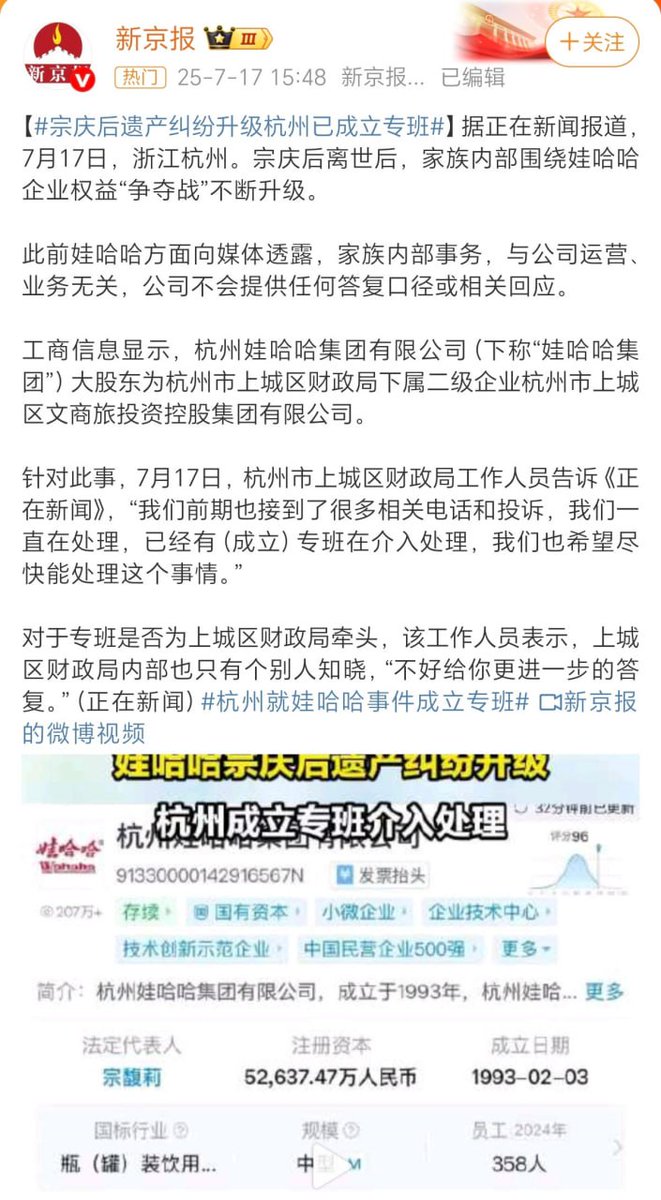 新京报
III
+关注
新京报
热门 25-7-17 15:48 新京报... 已编辑
【#宗庆后遗产纠纷升级杭州已成立专班#】据正在新闻报道，
7月17日，浙江杭州。宗庆后离世后，家族内部围绕娃哈哈
企业权益“争夺战”不断升级。
此前娃哈哈方面向媒体透露，家族内部事务，与公司运营、
业务无关，公司不会提供任何答复口径或相关回应。
工商信息显示，杭州娃哈哈集团有限公司（下称“娃哈哈集
团”）大股东为杭州市上城区财政局下属二级企业杭州市上城
区文商旅投资控股集团有限公司。
针对此事，7月17日，杭州市上城区财政局工作人员告诉《正
在新闻》，“我们前期也接到了很多相关电话和投诉，我们一
直在处理，已经有（成立）专班在介入处理，我们也希望尽
快能处理这个事情。”
对于专班是否为上城区财政局牵头，该工作人员表示，上城
区财政局内部也只有个别人知晓，“不好给你更进一步的答
复。”（正在新闻）#杭州就娃哈哈事件成立专班# 新京报
的微博视频
娃哈哈宗庆后遗产纠纷升级
杭州成立专班介入处理
32分钟前已更新
娃哈哈
Wahaha
杭州娃哈哈集团有限公司
评分96
91330000142916567N 发票抬头
207万+ 存续 国有资本 小微企业 企业技术中心
技术创新示范企业 中国民营企业500强 更多
简介：杭州娃哈哈集团有限公司，成立于1993年，杭州娃哈... 更多
法定代表人 注册资本 成立日期
宗馥莉 52,637.47万人民币 1993-02-03
国标行业 规模 员工 2024年
瓶（罐）装饮用... 中型 M 358人